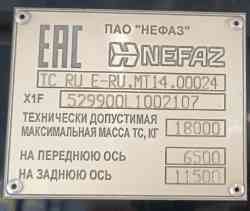 ПАО "НЕФАЗ"
EAC NEFAZ
ТС RU E-RU.МТ14.00024
X1F 529900L1002107
ТЕХНИЧЕСКИ ДОПУСТИМАЯ
МАКСИМАЛЬНАЯ МАССА ТС, КГ 18000
НА ПЕРЕДНЮЮ ОСЬ 6500
НА ЗАДНЮЮ ОСЬ 11500